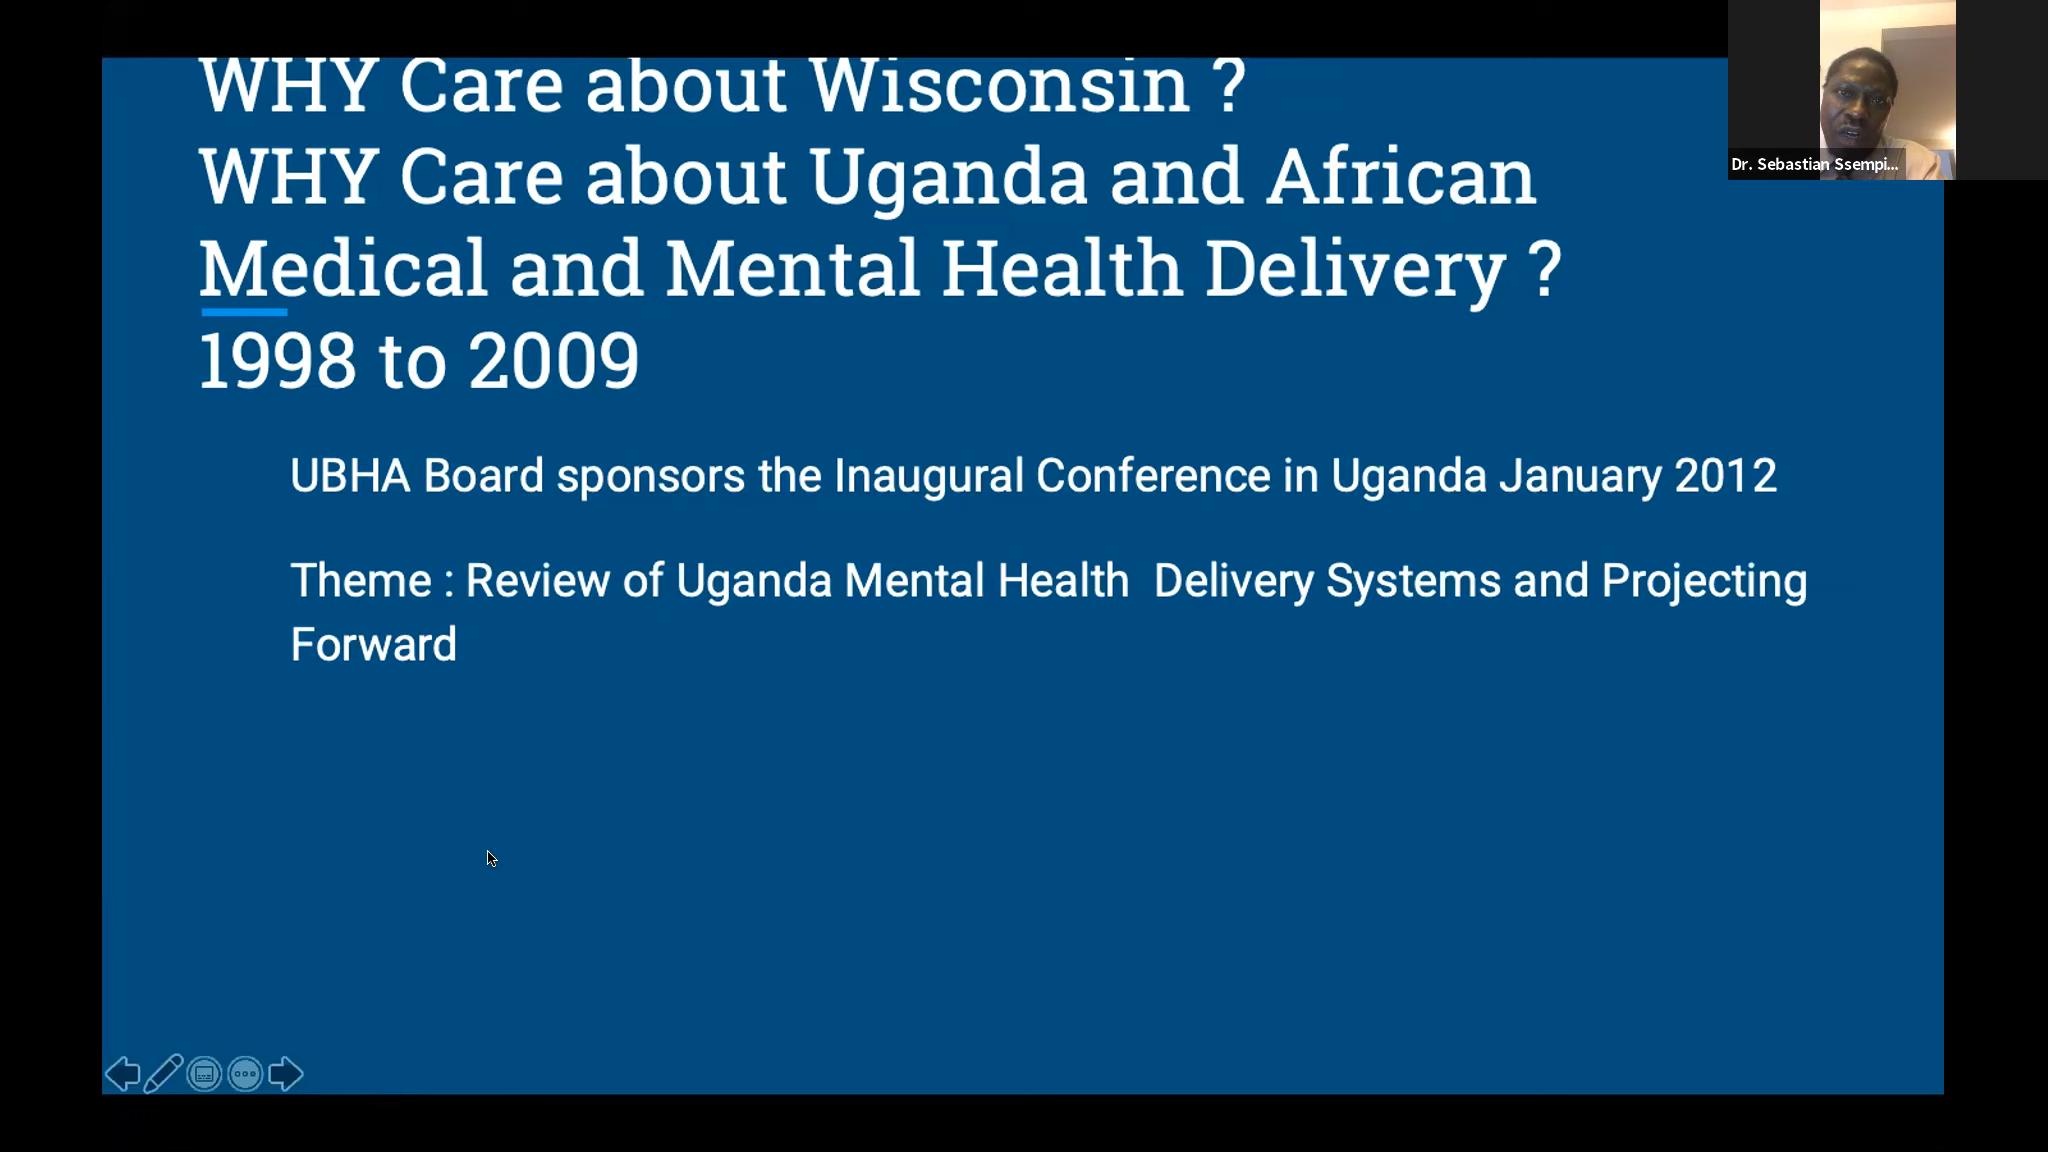 WHY Care about Wisconsin ?
WHY Care about Uganda and African
Medical and Mental Health Delivery ?
1998 to 2009
UBHA Board sponsors the Inaugural Conference in Uganda January 2012
Theme : Review of Uganda Mental Health  Delivery Systems and Projecting
Forward
Dr. Sebastian Ssempi...